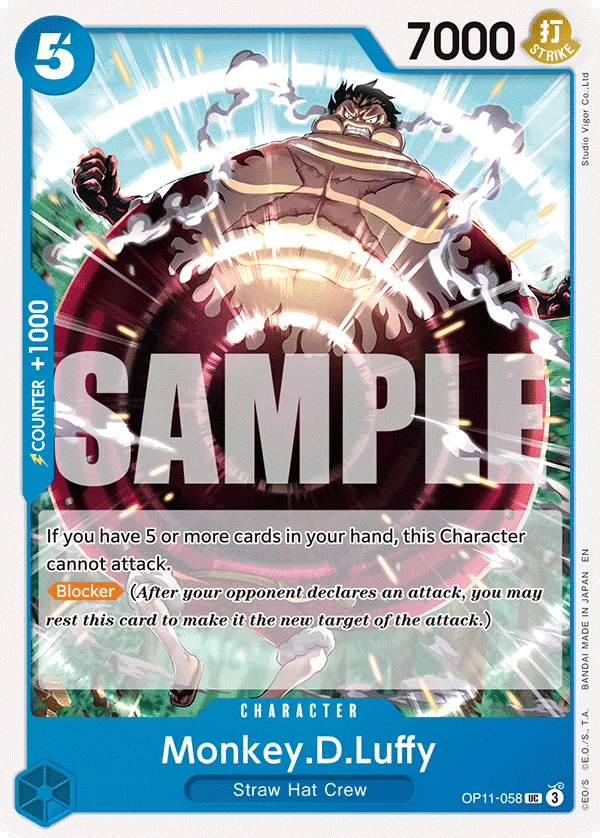 5
7000
打
STRIKE
Studio Vigor Co.,Ltd
COUNTER +1000
SAMPLE
If you have 5 or more cards in your hand, this Character
cannot attack.
Blocker (After your opponent declares an attack, you may
rest this card to make it the new target of the attack.)
©E.O/S ©E.O./S., T.A. BANDAI MADE IN JAPAN EN
CHARACTER
Monkey.D.Luffy
Straw Hat Crew
OP11-058 UC 3